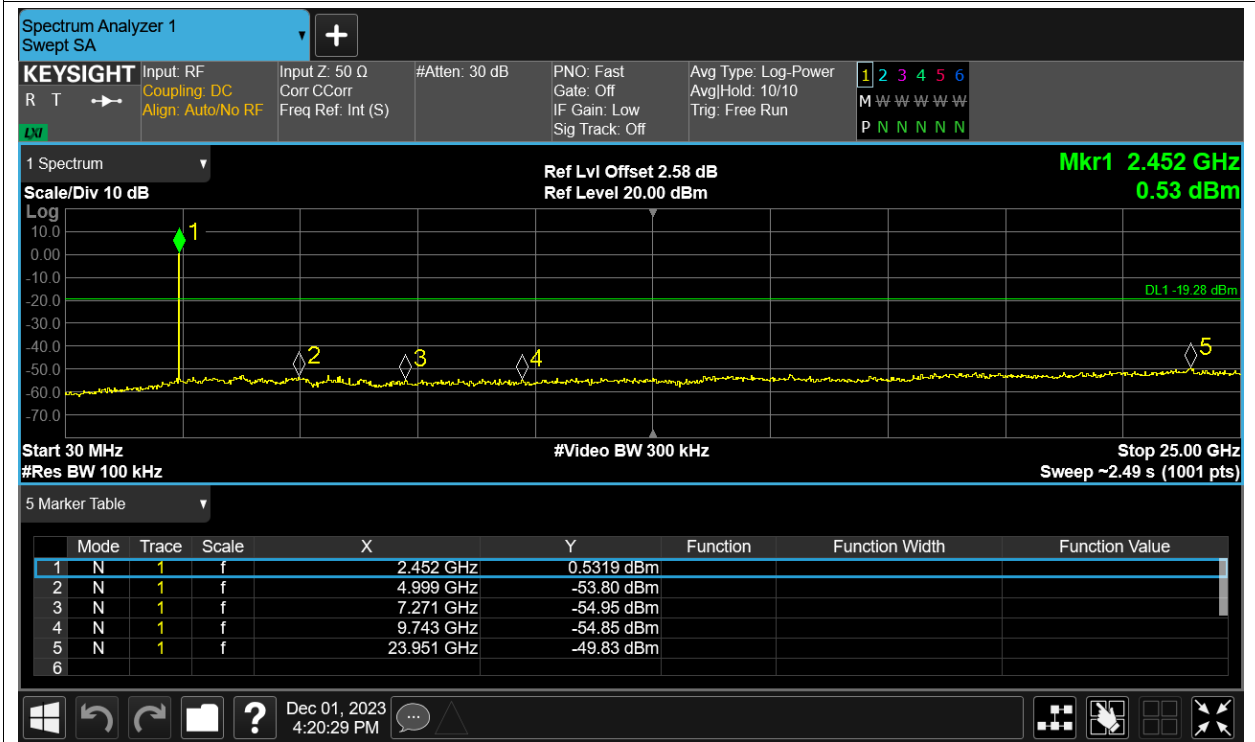 Spectrum Analyzer 1
Swept SA
+
KEYSIGHT
R T
LXI
Input: RF
Coupling: DC
Align: Auto/No RF
Input Z: 50 Ω
Corr CCorr
Freq Ref: Int (S)
#Atten: 30 dB
PNO: Fast
Gate: Off
IF Gain: Low
Sig Track: Off
Avg Type: Log-Power
Avg|Hold: 10/10
Trig: Free Run
1 2 3 4 5 6
M W W W W W
P N N N N N
1 Spectrum
Scale/Div 10 dB
Ref Lvl Offset 2.58 dB
Ref Level 20.00 dBm
Mkr1 2.452 GHz
0.53 dBm
Log
10.0
0.00
-10.0
-20.0
-30.0
-40.0
-50.0
-60.0
-70.0
1
2
3
4
5
DL1 -19.28 dBm
Start 30 MHz
#Video BW 300 kHz
Stop 25.00 GHz
#Res BW 100 kHz
Sweep ~2.49 s (1001 pts)
5 Marker Table
Mode Trace Scale X Y Function Function Width Function Value
1 N 1 f 2.452 GHz 0.5319 dBm
2 N 1 f 4.999 GHz -53.80 dBm
3 N 1 f 7.271 GHz -54.95 dBm
4 N 1 f 9.743 GHz -54.85 dBm
5 N 1 f 23.951 GHz -49.83 dBm
6
?
Dec 01, 2023
4:20:29 PM